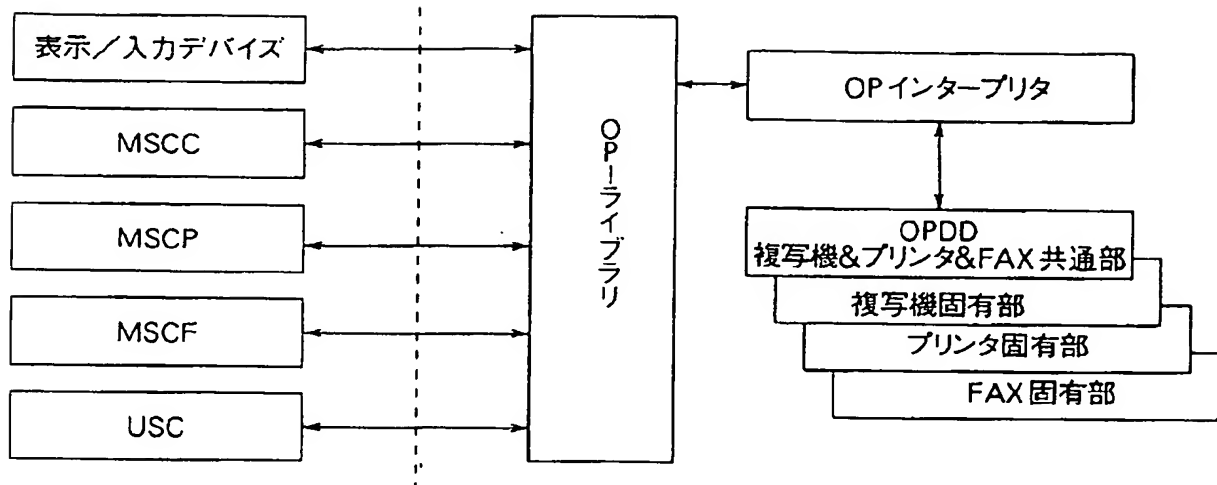 表示／入力デバイズ
MSCC
MSCP
MSCF
USC
OPーライブラリ
OPインタープリタ
OPDD
複写機&プリンタ&FAX共通部
複写機固有部
プリンタ固有部
FAX固有部